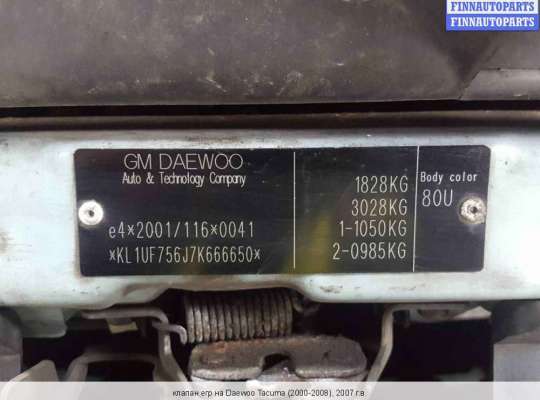 FINNAUTOPARTS
FINNAUTOPARTS
GM DAEWOO
Auto & Technology Company
e4*2001/116*0041
*KL1UF756J7K666650*
1828KG
3028KG
1-1050KG
2-0985KG
Body color
80U
клапан егр на Daewoo Tacuma (2000-2008), 2007 г.в.